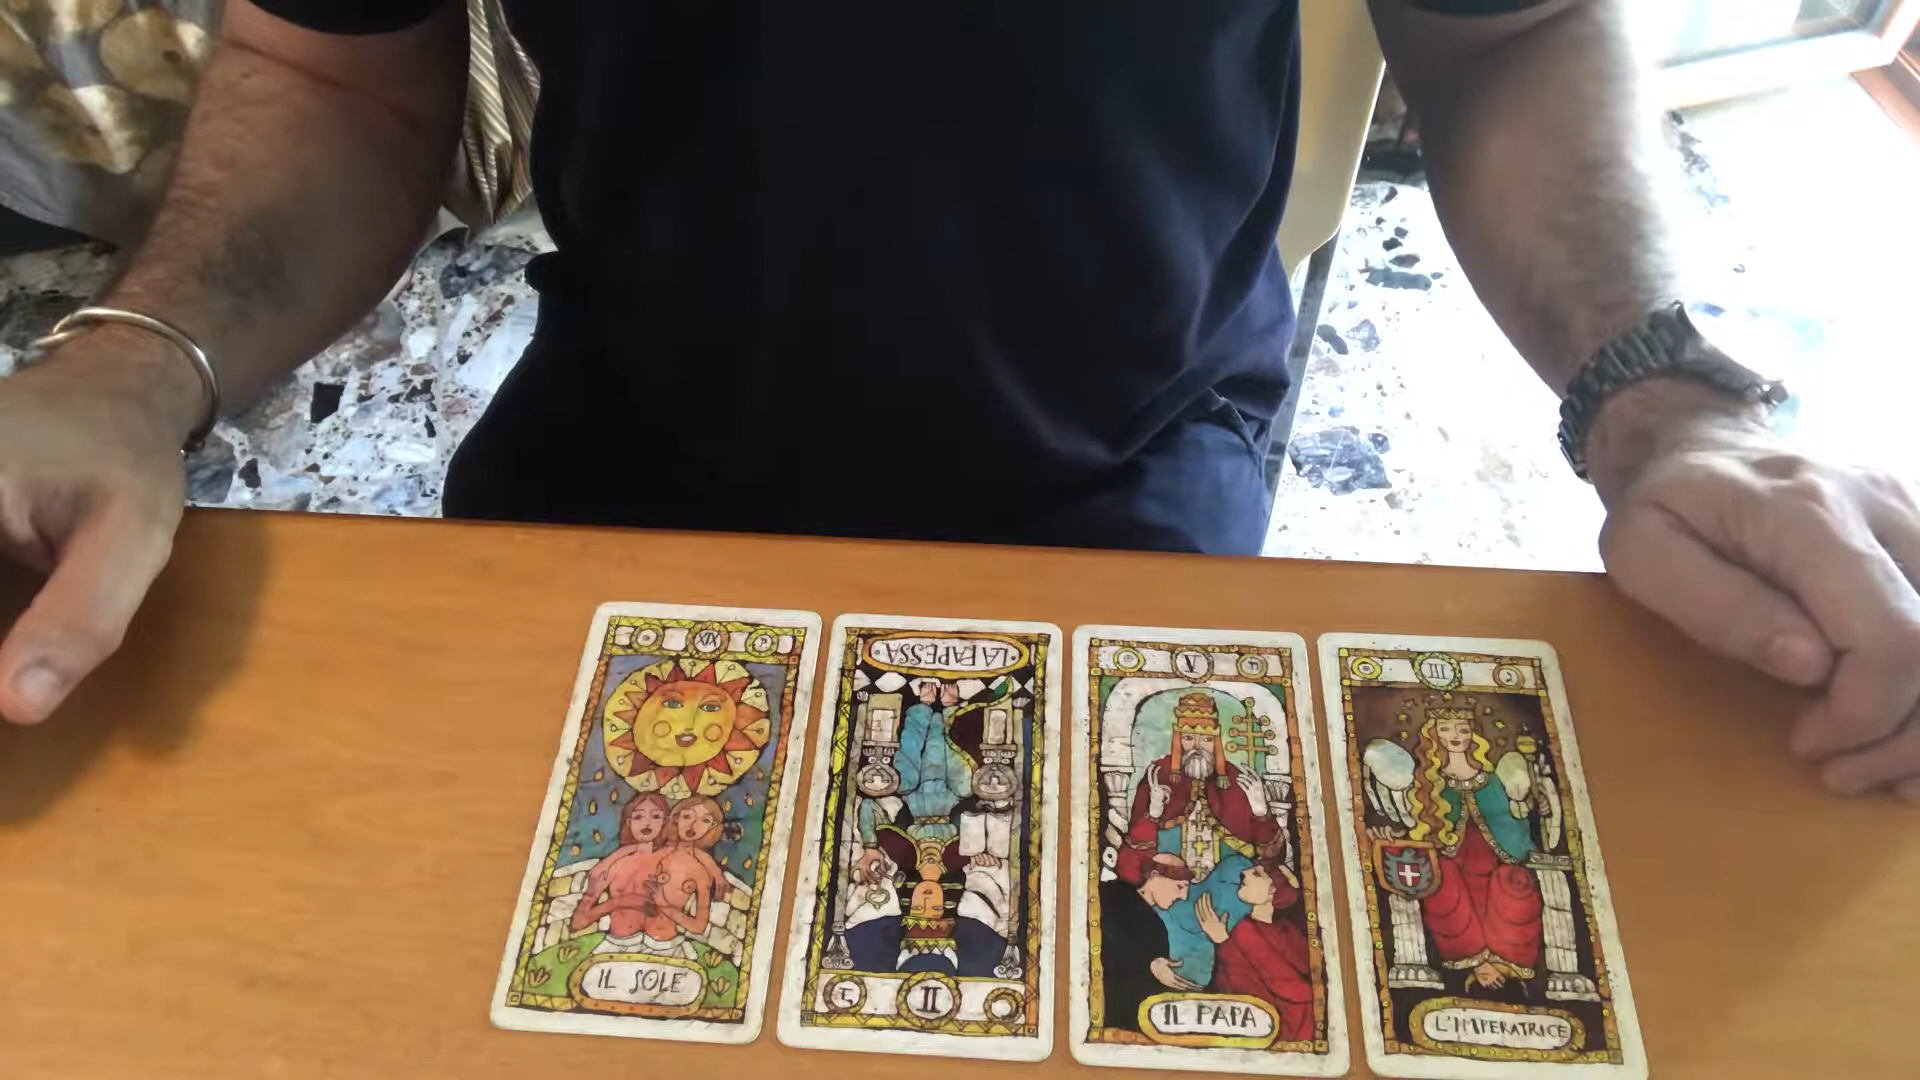 XIX
IL SOLE
LA PAPESSA
II
V
IL PAPA
III
L'IMPERATRICE